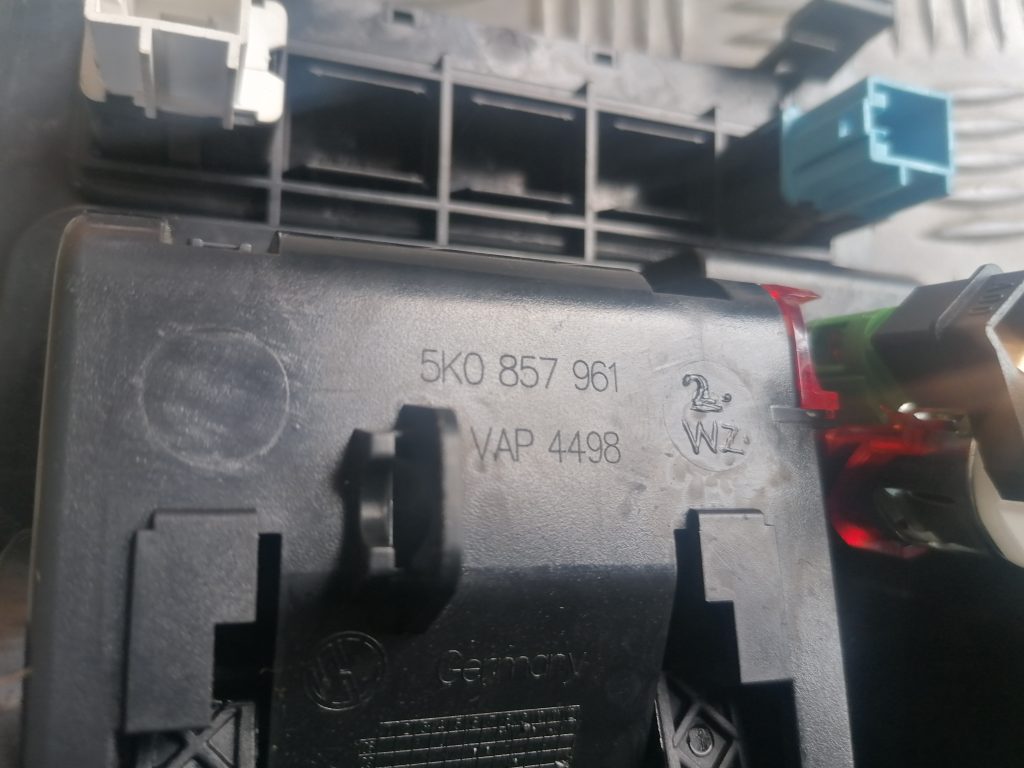 5K0 857 961
VAP 4498
2.
WZ
Germany